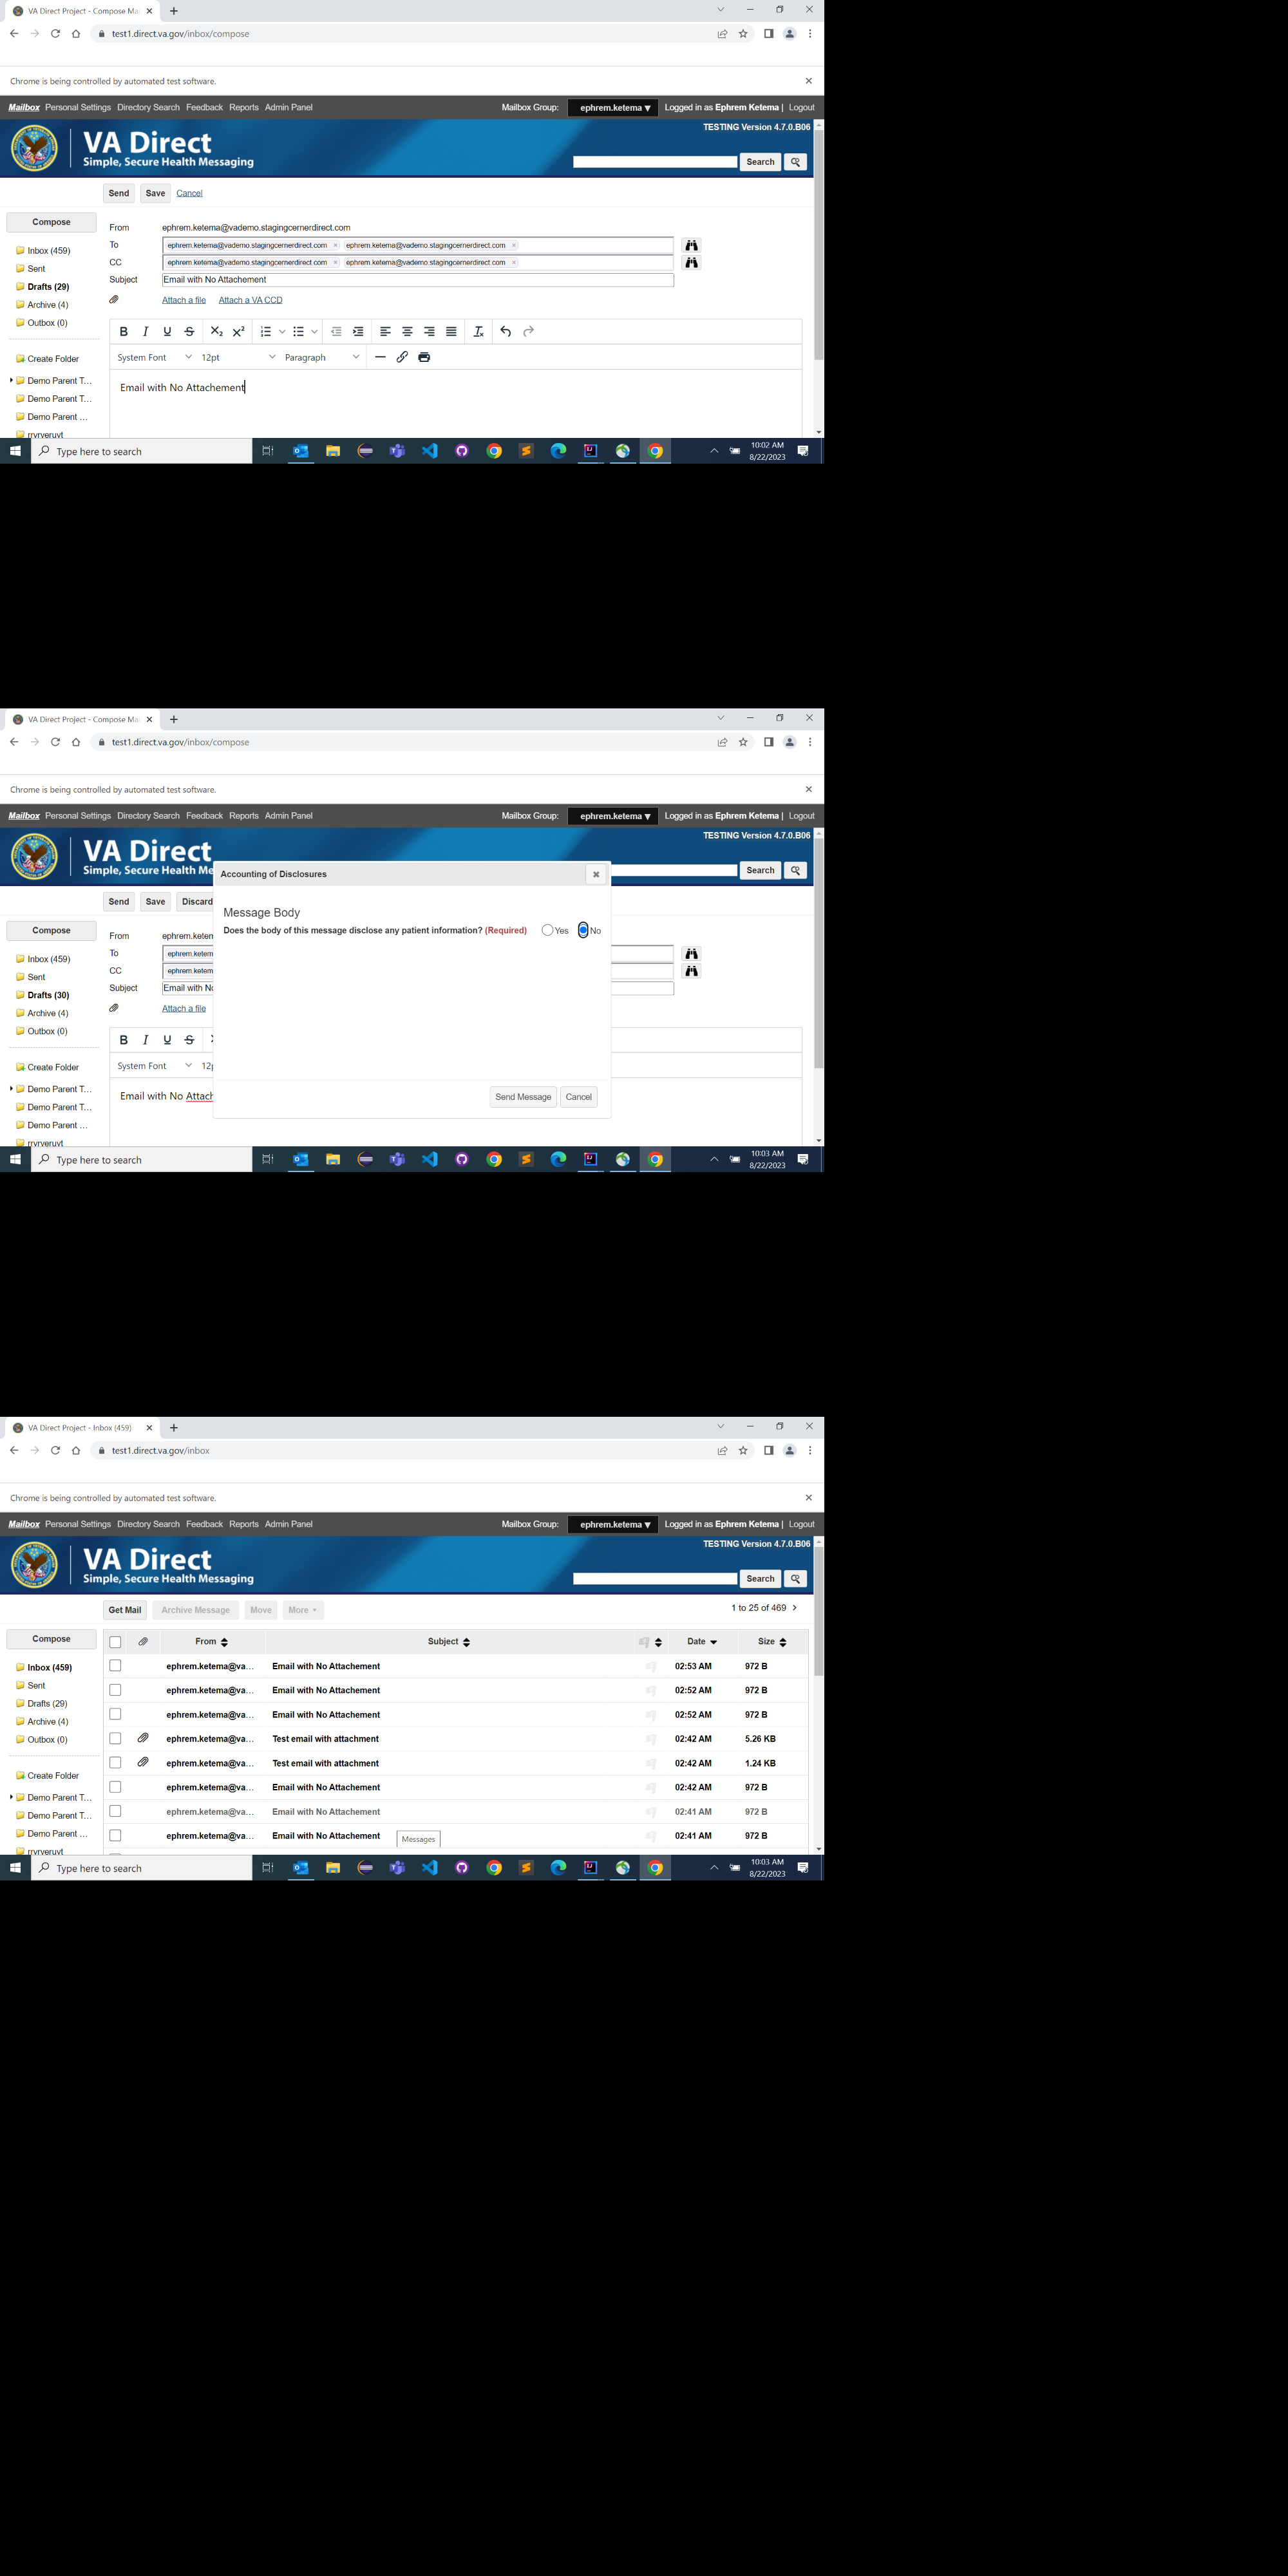 VA Direct Project - Compose Ma
test1.direct.va.gov/inbox/compose
Chrome is being controlled by automated test software.
Mailbox Personal Settings Directory Search Feedback Reports Admin Panel Mailbox Group: ephrem.ketema ▼ Logged in as Ephrem Ketema | Logout
TESTING Version 4.7.0.B06
VA Direct
Simple, Secure Health Messaging
Search
Send Save Cancel
Compose
From ephrem.ketema@vademo.stagingcernerdirect.com
Inbox (459)
To ephrem.ketema@vademo.stagingcernerdirect.com × ephrem.ketema@vademo.stagingcernerdirect.com ×
Sent
CC ephrem.ketema@vademo.stagingcernerdirect.com × ephrem.ketema@vademo.stagingcernerdirect.com ×
Subject Email with No Attachement
Drafts (29)
Archive (4)
Attach a file Attach a VA CCD
Outbox (0)
B I U S X₂ X²
System Font 12pt Paragraph
Create Folder
Demo Parent T...
Email with No Attachement
Demo Parent T...
Demo Parent ...
rryryeruyt
Type here to search
10:02 AM
8/22/2023
VA Direct Project - Compose Ma
test1.direct.va.gov/inbox/compose
Chrome is being controlled by automated test software.
Mailbox Personal Settings Directory Search Feedback Reports Admin Panel Mailbox Group: ephrem.ketema ▼ Logged in as Ephrem Ketema | Logout
TESTING Version 4.7.0.B06
VA Direct
Simple, Secure Health Me
Search
Accounting of Disclosures
Send Save Discard
Message Body
Does the body of this message disclose any patient information? (Required) Yes No
Compose
From ephrem.ketem
Inbox (459)
To ephrem.ketem
Sent
CC ephrem.ketem
Subject Email with No
Drafts (30)
Archive (4)
Attach a file
Outbox (0)
B I U S
System Font 12p
Create Folder
Demo Parent T...
Email with No Attach
Send Message Cancel
Demo Parent T...
Demo Parent ...
rryryeruyt
Type here to search
10:03 AM
8/22/2023
VA Direct Project - Inbox (459)
test1.direct.va.gov/inbox
Chrome is being controlled by automated test software.
Mailbox Personal Settings Directory Search Feedback Reports Admin Panel Mailbox Group: ephrem.ketema ▼ Logged in as Ephrem Ketema | Logout
TESTING Version 4.7.0.B06
VA Direct
Simple, Secure Health Messaging
Search
Get Mail Archive Message Move More 1 to 25 of 469
Compose
From Subject Date Size
Inbox (459)
ephrem.ketema@va... Email with No Attachement 02:53 AM 972 B
Sent
ephrem.ketema@va... Email with No Attachement 02:52 AM 972 B
Drafts (29)
ephrem.ketema@va... Email with No Attachement 02:52 AM 972 B
Archive (4)
Outbox (0)
ephrem.ketema@va... Test email with attachment 02:42 AM 5.26 KB
ephrem.ketema@va... Test email with attachment 02:42 AM 1.24 KB
Create Folder
ephrem.ketema@va... Email with No Attachement 02:42 AM 972 B
Demo Parent T...
ephrem.ketema@va... Email with No Attachement 02:41 AM 972 B
Demo Parent T...
Demo Parent ...
ephrem.ketema@va... Email with No Attachement 02:41 AM 972 B
Messages
rryryeruyt
Type here to search
10:03 AM
8/22/2023